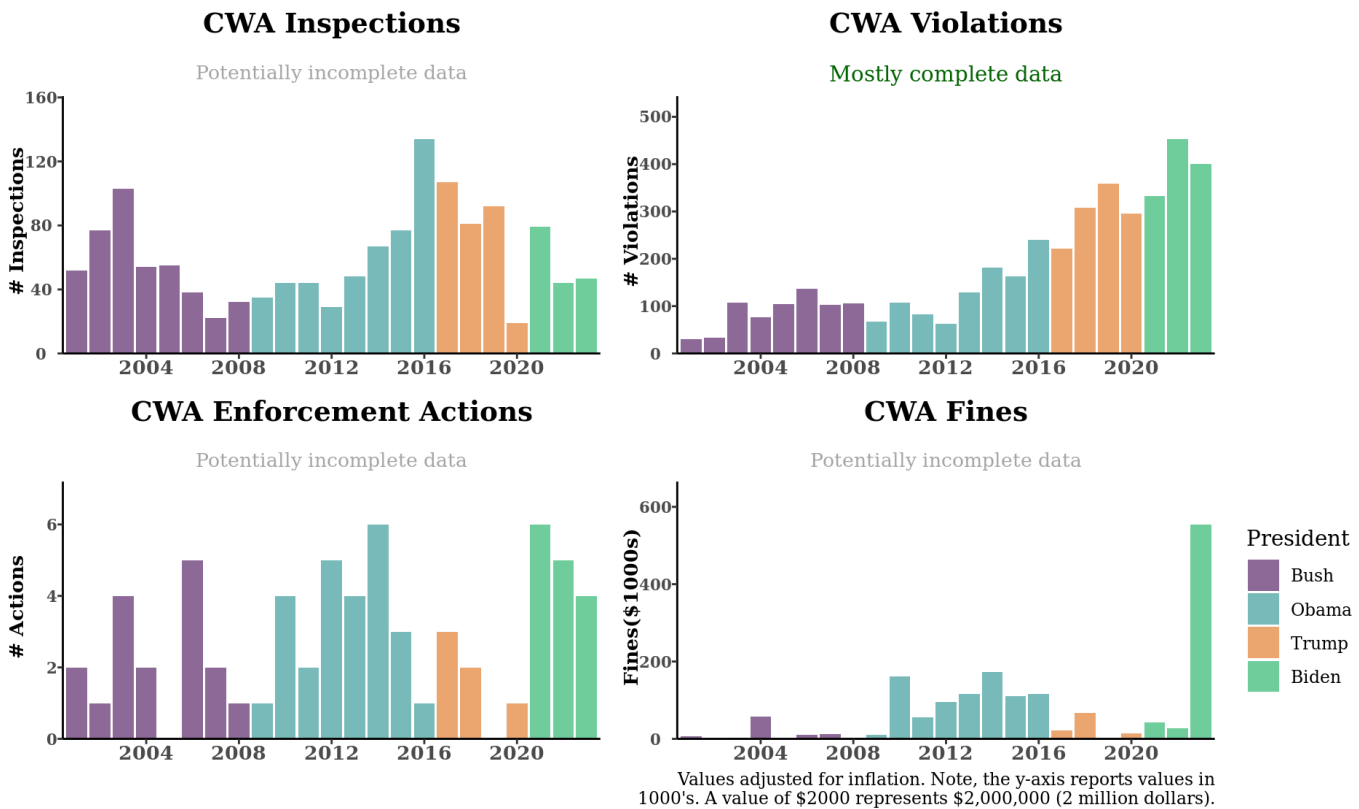 CWA Inspections
Potentially incomplete data
# Inspections
160
120
80
40
0
2004 2008 2012 2016 2020
CWA Violations
Mostly complete data
# Violations
500
400
300
200
100
0
2004 2008 2012 2016 2020
CWA Enforcement Actions
Potentially incomplete data
# Actions
6
4
2
0
2004 2008 2012 2016 2020
CWA Fines
Potentially incomplete data
Fines($1000s)
600
400
200
0
2004 2008 2012 2016 2020
President
Bush
Obama
Trump
Biden
Values adjusted for inflation. Note, the y-axis reports values in
1000's. A value of $2000 represents $2,000,000 (2 million dollars).